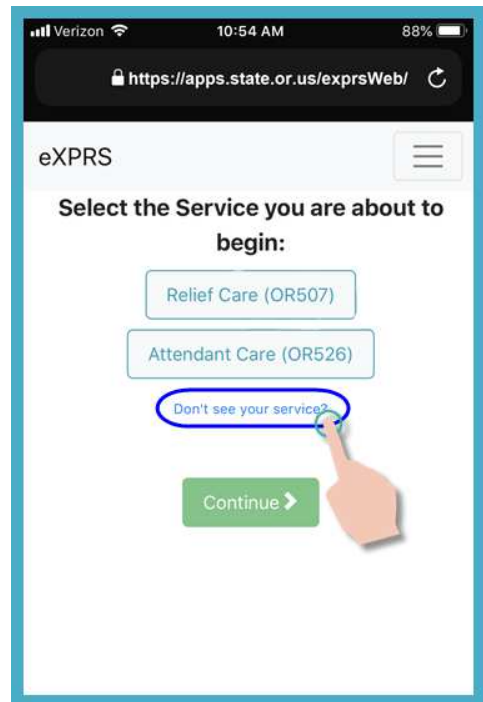 Verizon 10:54 AM 88%
https://apps.state.or.us/exprsWeb/
eXPRS
Select the Service you are about to
begin:
Relief Care (OR507)
Attendant Care (OR526)
Don't see your service?
Continue